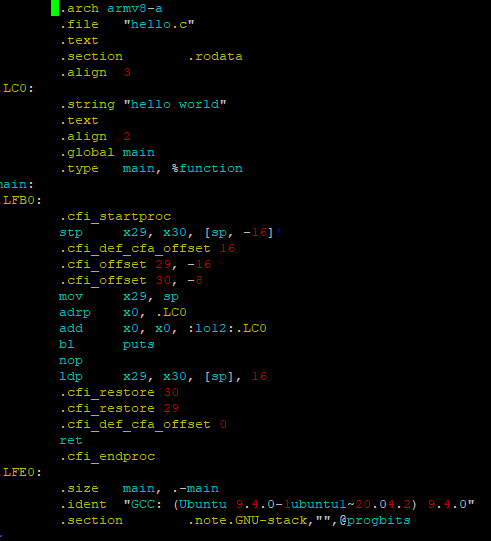 .arch armv8-a
.file "hello.c"
.text
.section .rodata
.align 3
.LC0:
.string "hello world"
.text
.align 2
.global main
.type main, %function
main:
.LFB0:
.cfi_startproc
stp x29, x30, [sp, -16]!
.cfi_def_cfa_offset 16
.cfi_offset 29, -16
.cfi_offset 30, -8
mov x29, sp
adrp x0, .LC0
add x0, x0, :lo12:.LC0
bl puts
nop
ldp x29, x30, [sp], 16
.cfi_restore 30
.cfi_restore 29
.cfi_def_cfa_offset 0
ret
.cfi_endproc
.LFE0:
.size main, .-main
.ident "GCC: (Ubuntu 9.4.0-1ubuntu1~20.04.2) 9.4.0"
.section .note.GNU-stack,"",@progbits